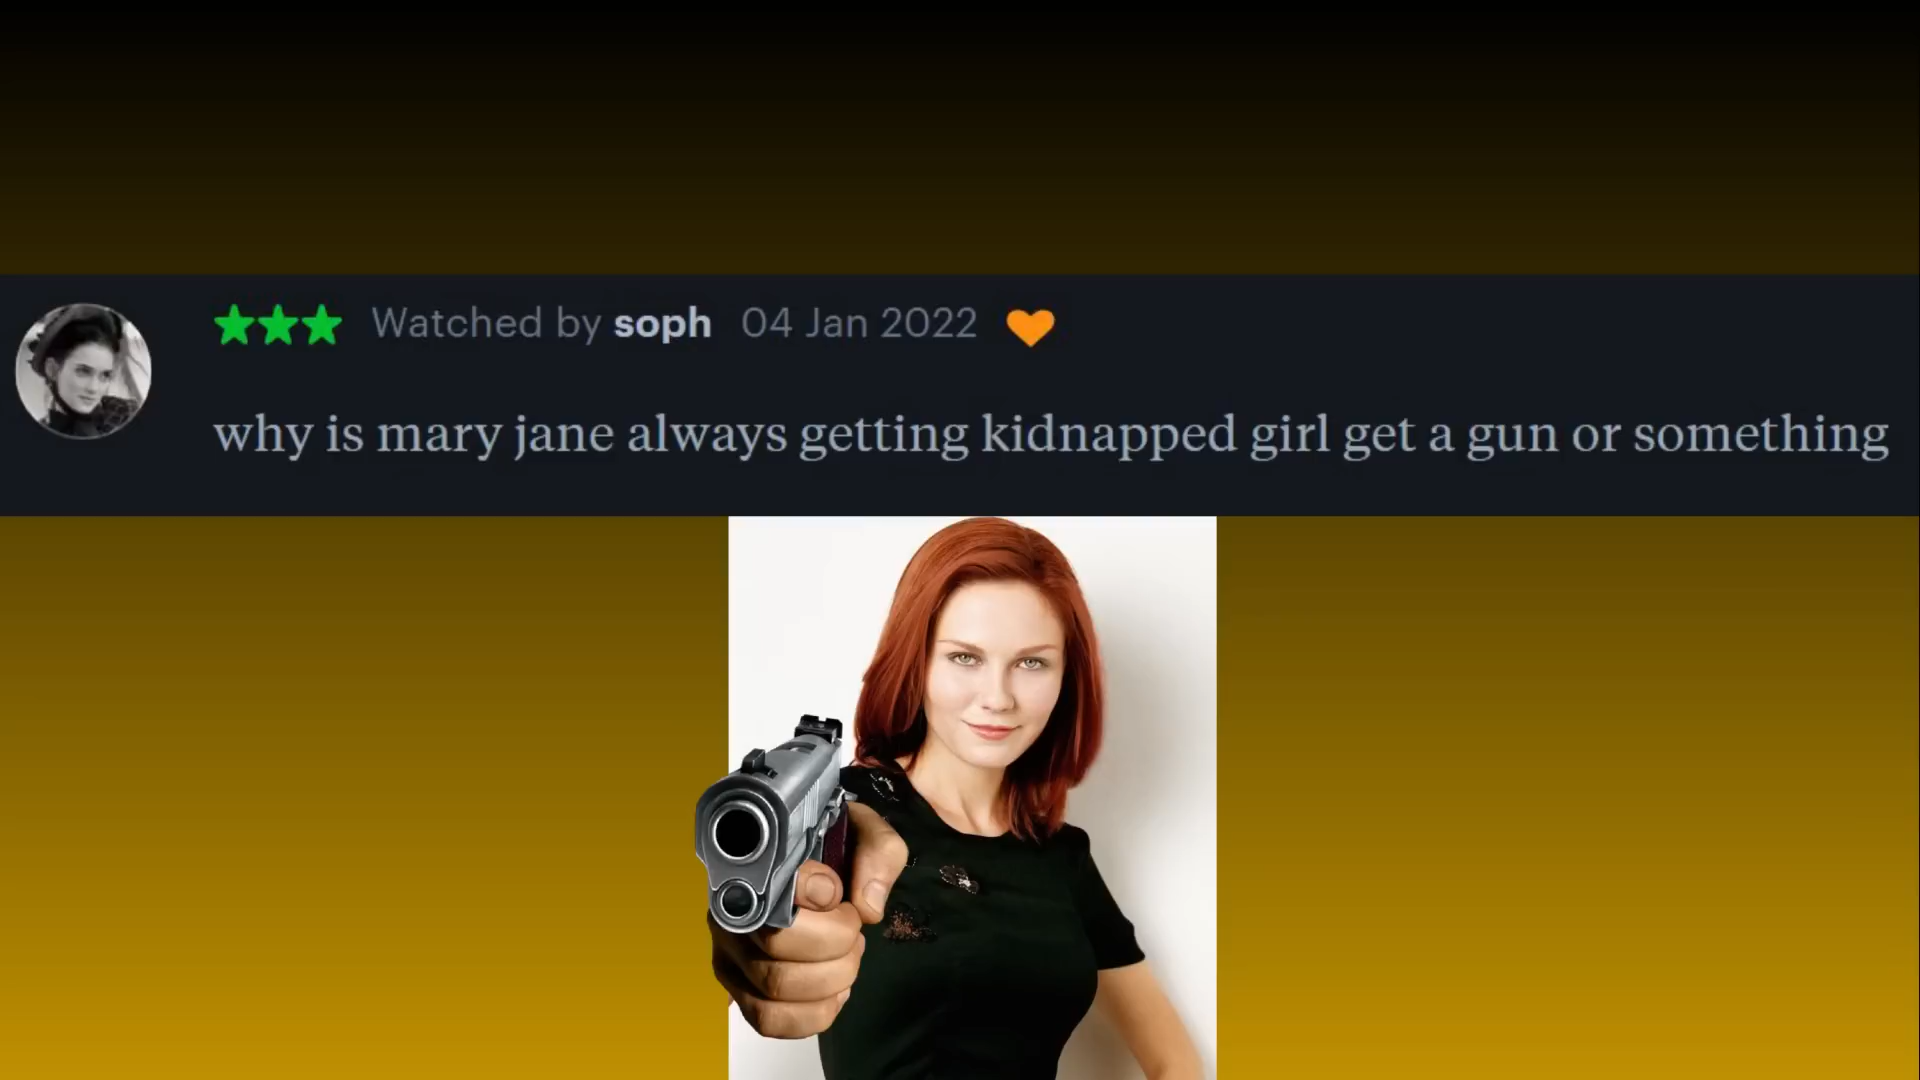 Watched by soph 04 Jan 2022
why is mary jane always getting kidnapped girl get a gun or something